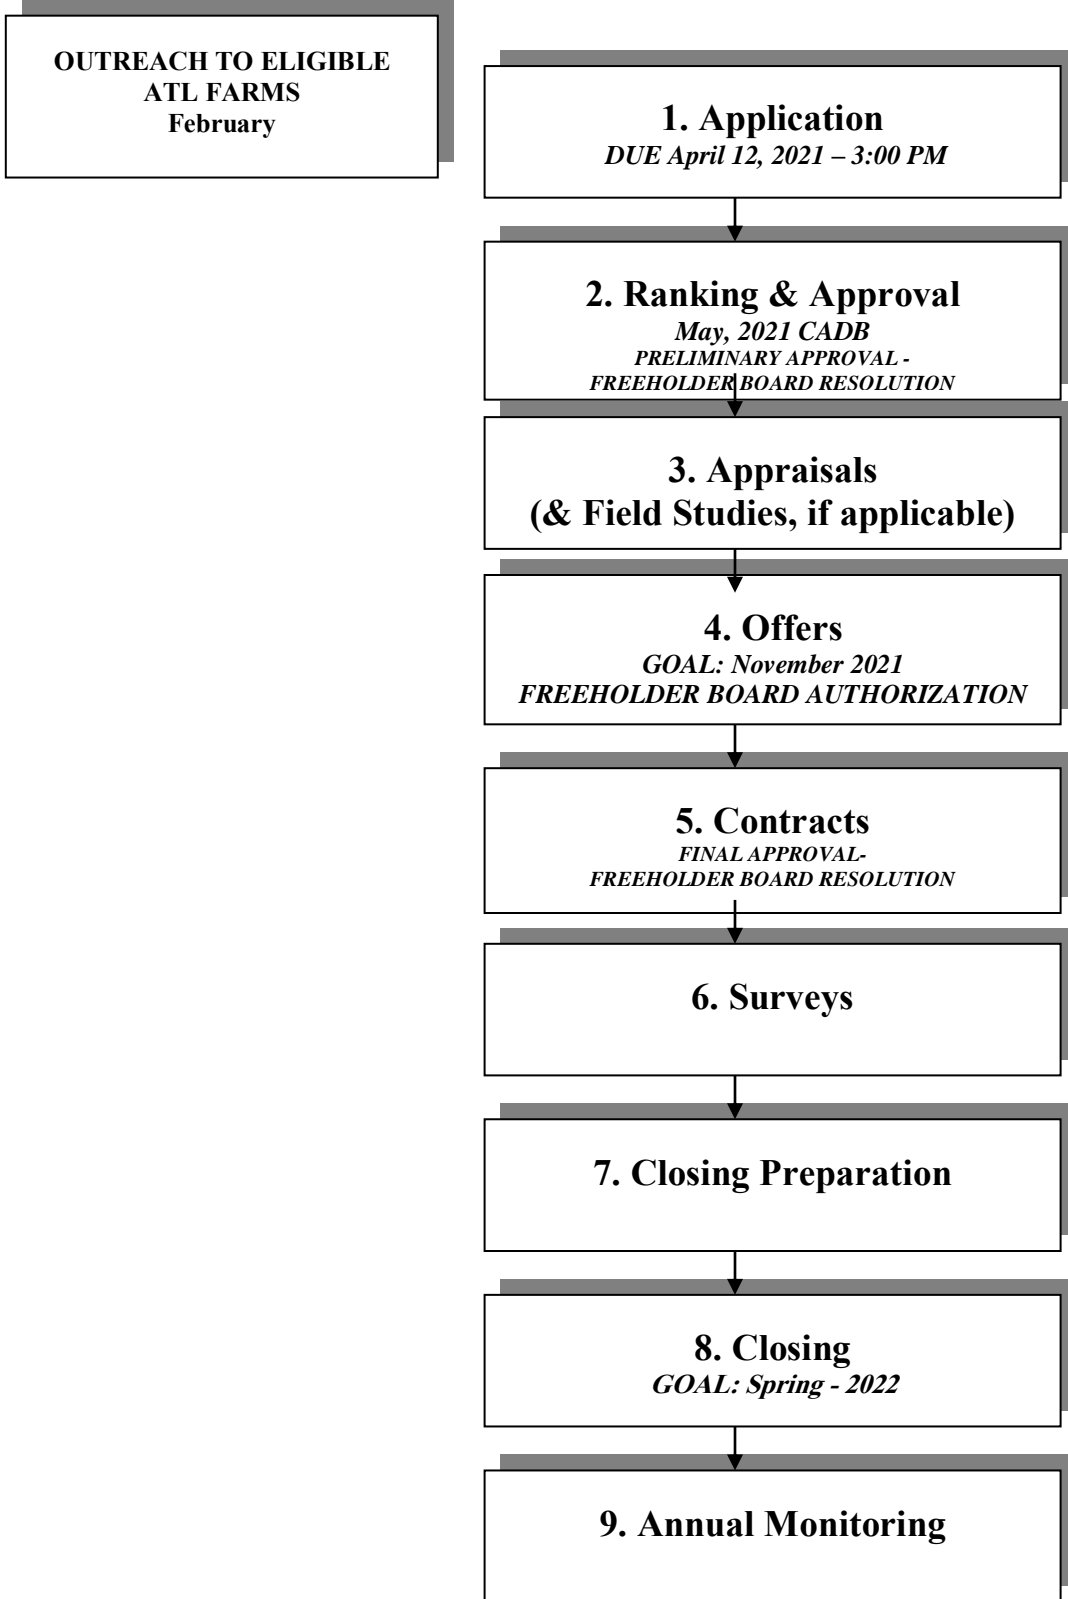 OUTREACH TO ELIGIBLE
ATL FARMS
February
1. Application
DUE April 12, 2021 – 3:00 PM
2. Ranking & Approval
May, 2021 CADB
PRELIMINARY APPROVAL -
FREEHOLDER BOARD RESOLUTION
3. Appraisals
(& Field Studies, if applicable)
4. Offers
GOAL: November 2021
FREEHOLDER BOARD AUTHORIZATION
5. Contracts
FINAL APPROVAL-
FREEHOLDER BOARD RESOLUTION
6. Surveys
7. Closing Preparation
8. Closing
GOAL: Spring - 2022
9. Annual Monitoring